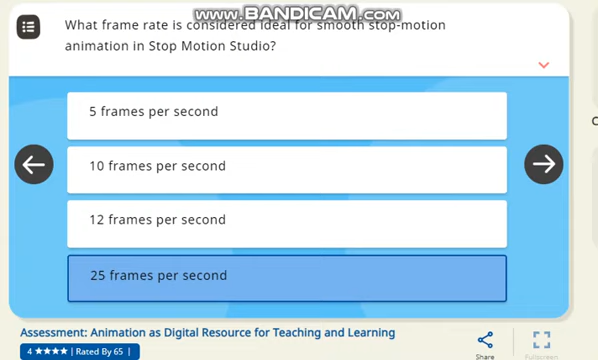 WWW.BANDICAM.COM
What frame rate is considered ideal for smooth stop-motion
animation in Stop Motion Studio?
5 frames per second
10 frames per second
12 frames per second
25 frames per second
Assessment: Animation as Digital Resource for Teaching and Learning
4 ★★★★ | Rated By 65 |
Share
Fullscreen